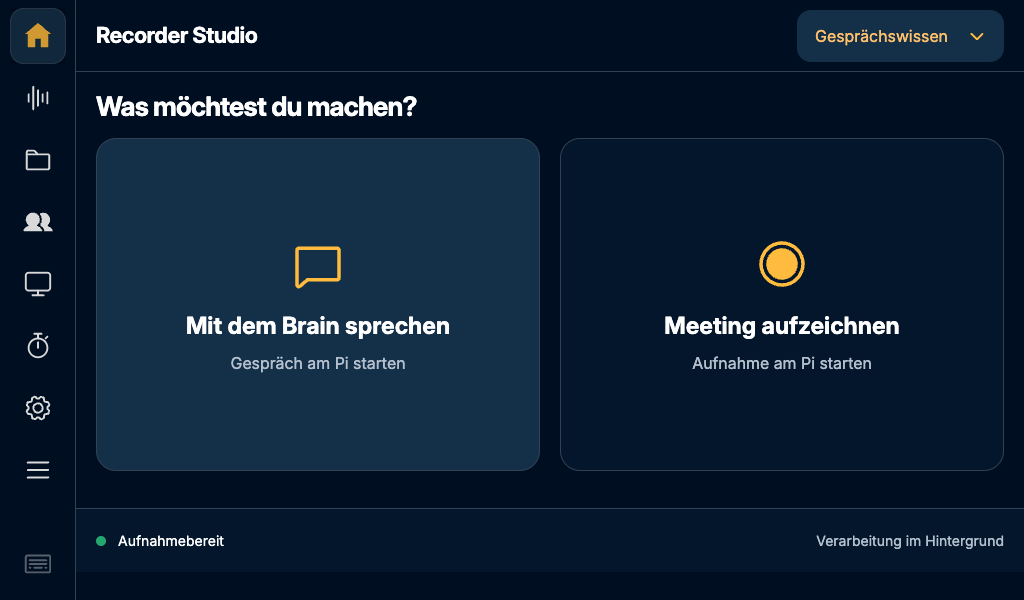 Recorder Studio
Gesprächswissen
Was möchtest du machen?
Mit dem Brain sprechen
Gespräch am Pi starten
Meeting aufzeichnen
Aufnahme am Pi starten
Aufnahmebereit
Verarbeitung im Hintergrund